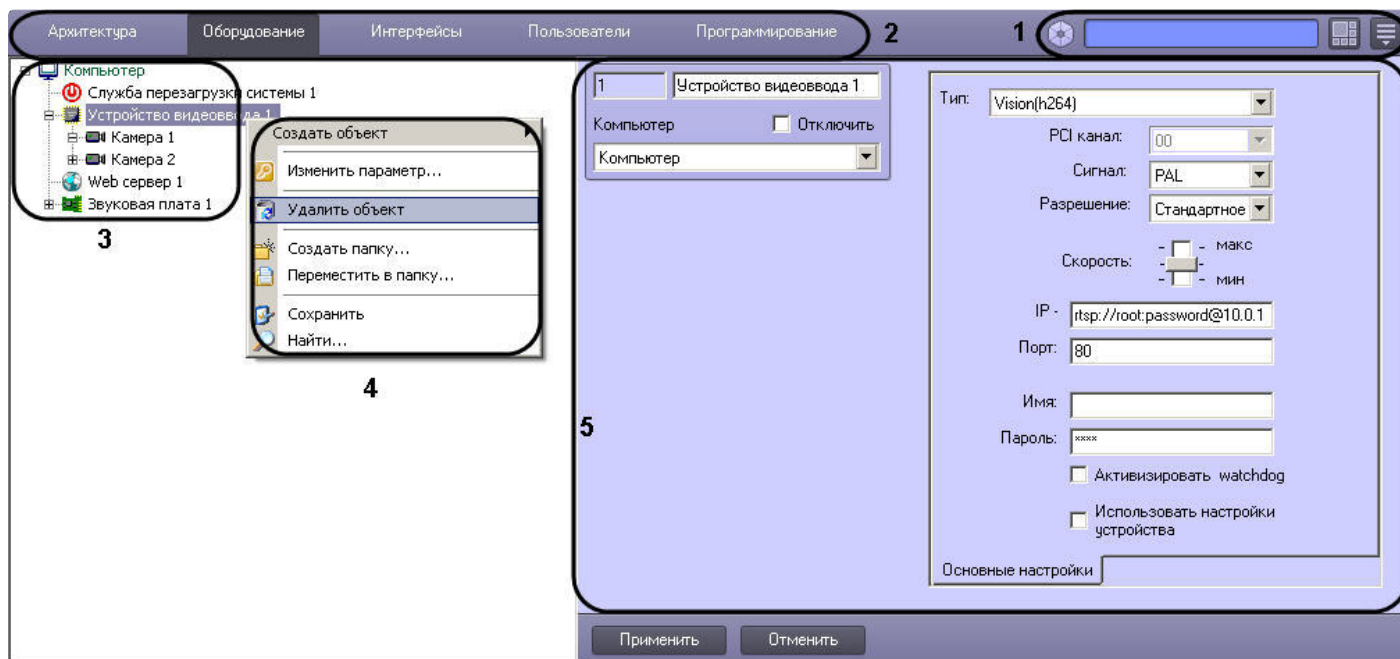 Архитектура Оборудование Интерфейсы Пользователи Программирование 2 1
Компьютер
Служба перезагрузки системы 1
Устройство видеоввода 1
Камера 1
Камера 2
Web сервер 1
Звуковая плата 1
3
Создать объект
Изменить параметр...
Удалить объект
Создать папку...
Переместить в папку...
Сохранить
Найти...
4
1 Устройство видеоввода 1
Компьютер Отключить
Компьютер
5
Тип: Vision(h264)
PCI канал: 00
Сигнал: PAL
Разрешение: Стандартное
Скорость: - - макс
- -
- - мин
IP - rtsp://root:password@10.0.1
Порт: 80
Имя:
Пароль: ××××
Активизировать watchdog
Использовать настройки
устройства
Основные настройки
Применить Отменить